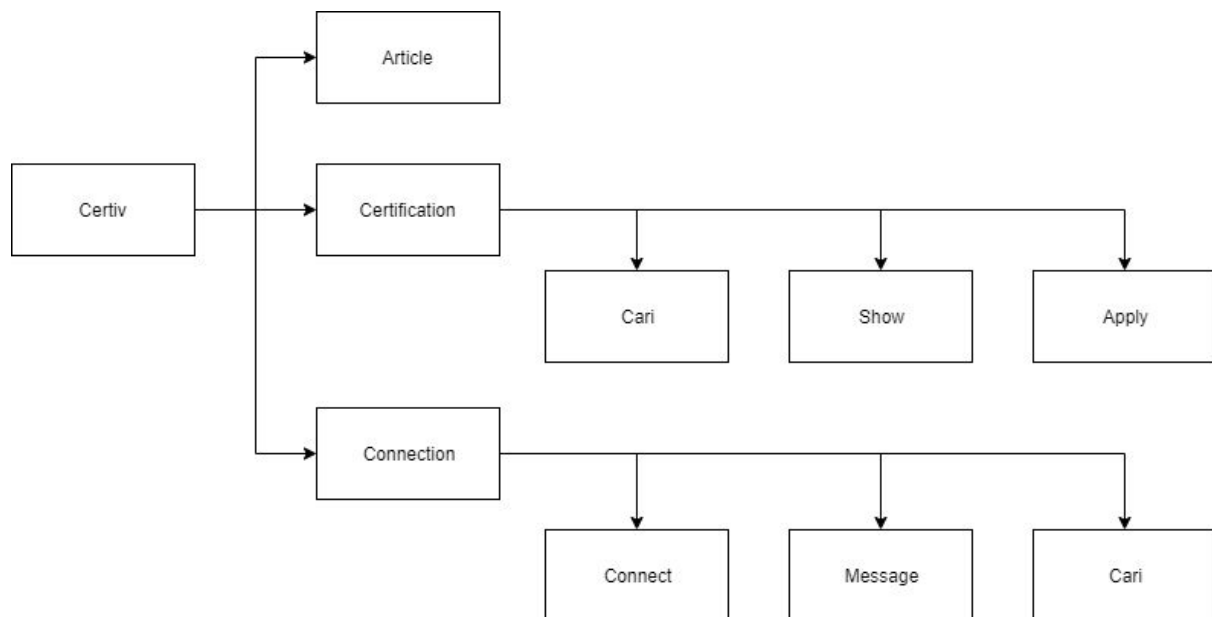 Article
Certiv
Certification
Cari
Show
Apply
Connection
Connect
Message
Cari